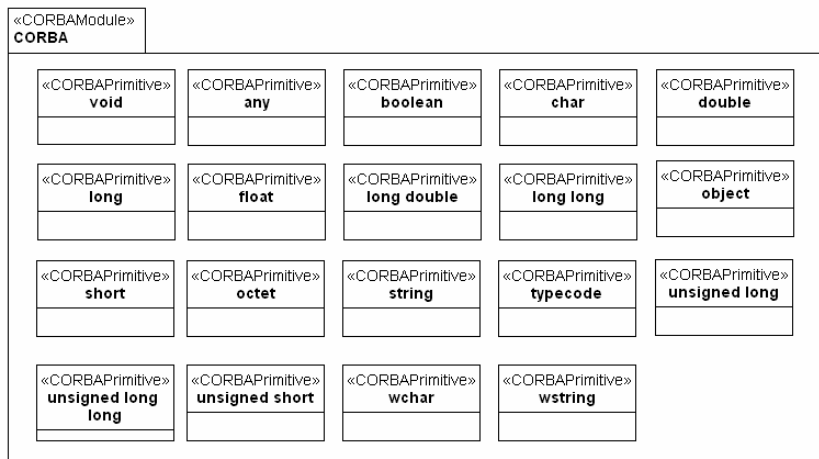 «CORBAModule»
CORBA
«CORBAPrimitive»
void
«CORBAPrimitive»
any
«CORBAPrimitive»
boolean
«CORBAPrimitive»
char
«CORBAPrimitive»
double
«CORBAPrimitive»
long
«CORBAPrimitive»
float
«CORBAPrimitive»
long double
«CORBAPrimitive»
long long
«CORBAPrimitive»
object
«CORBAPrimitive»
short
«CORBAPrimitive»
octet
«CORBAPrimitive»
string
«CORBAPrimitive»
typecode
«CORBAPrimitive»
unsigned long
«CORBAPrimitive»
unsigned long
long
«CORBAPrimitive»
unsigned short
«CORBAPrimitive»
wchar
«CORBAPrimitive»
wstring